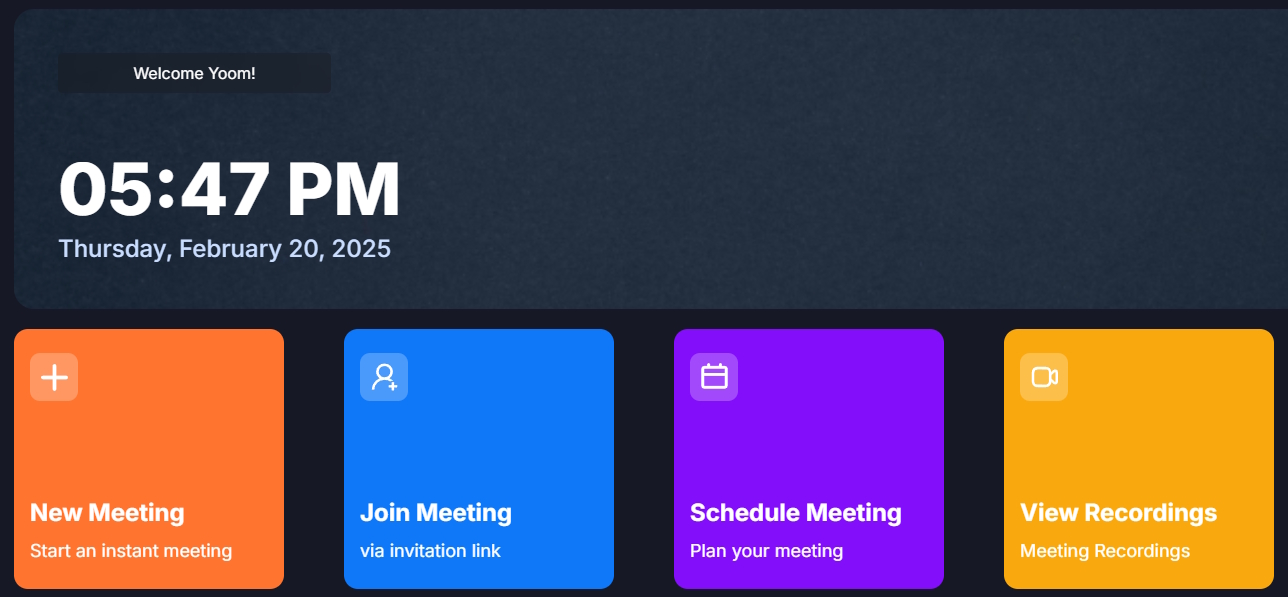 Welcome Yoom!
05:47 PM
Thursday, February 20, 2025
New Meeting
Start an instant meeting
Join Meeting
via invitation link
Schedule Meeting
Plan your meeting
View Recordings
Meeting Recordings